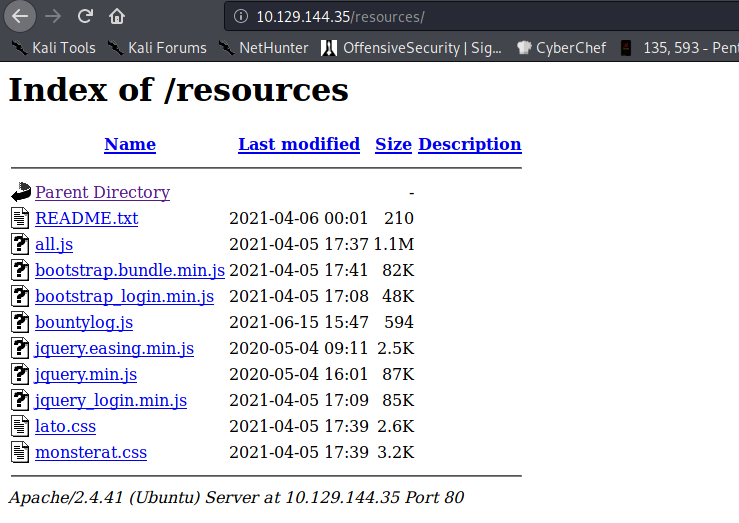 10.129.144.35/resources/
Kali Tools Kali Forums NetHunter OffensiveSecurity | Sig... CyberChef 135, 593 - Pent
Index of /resources
Name Last modified Size Description
Parent Directory -
README.txt 2021-04-06 00:01 210
all.js 2021-04-05 17:37 1.1M
bootstrap.bundle.min.js 2021-04-05 17:41 82K
bootstrap_login.min.js 2021-04-05 17:08 48K
bountylog.js 2021-06-15 15:47 594
jquery.easing.min.js 2020-05-04 09:11 2.5K
jquery.min.js 2020-05-04 16:01 87K
jquery_login.min.js 2021-04-05 17:09 85K
lato.css 2021-04-05 17:39 2.6K
monsterat.css 2021-04-05 17:39 3.2K
Apache/2.4.41 (Ubuntu) Server at 10.129.144.35 Port 80